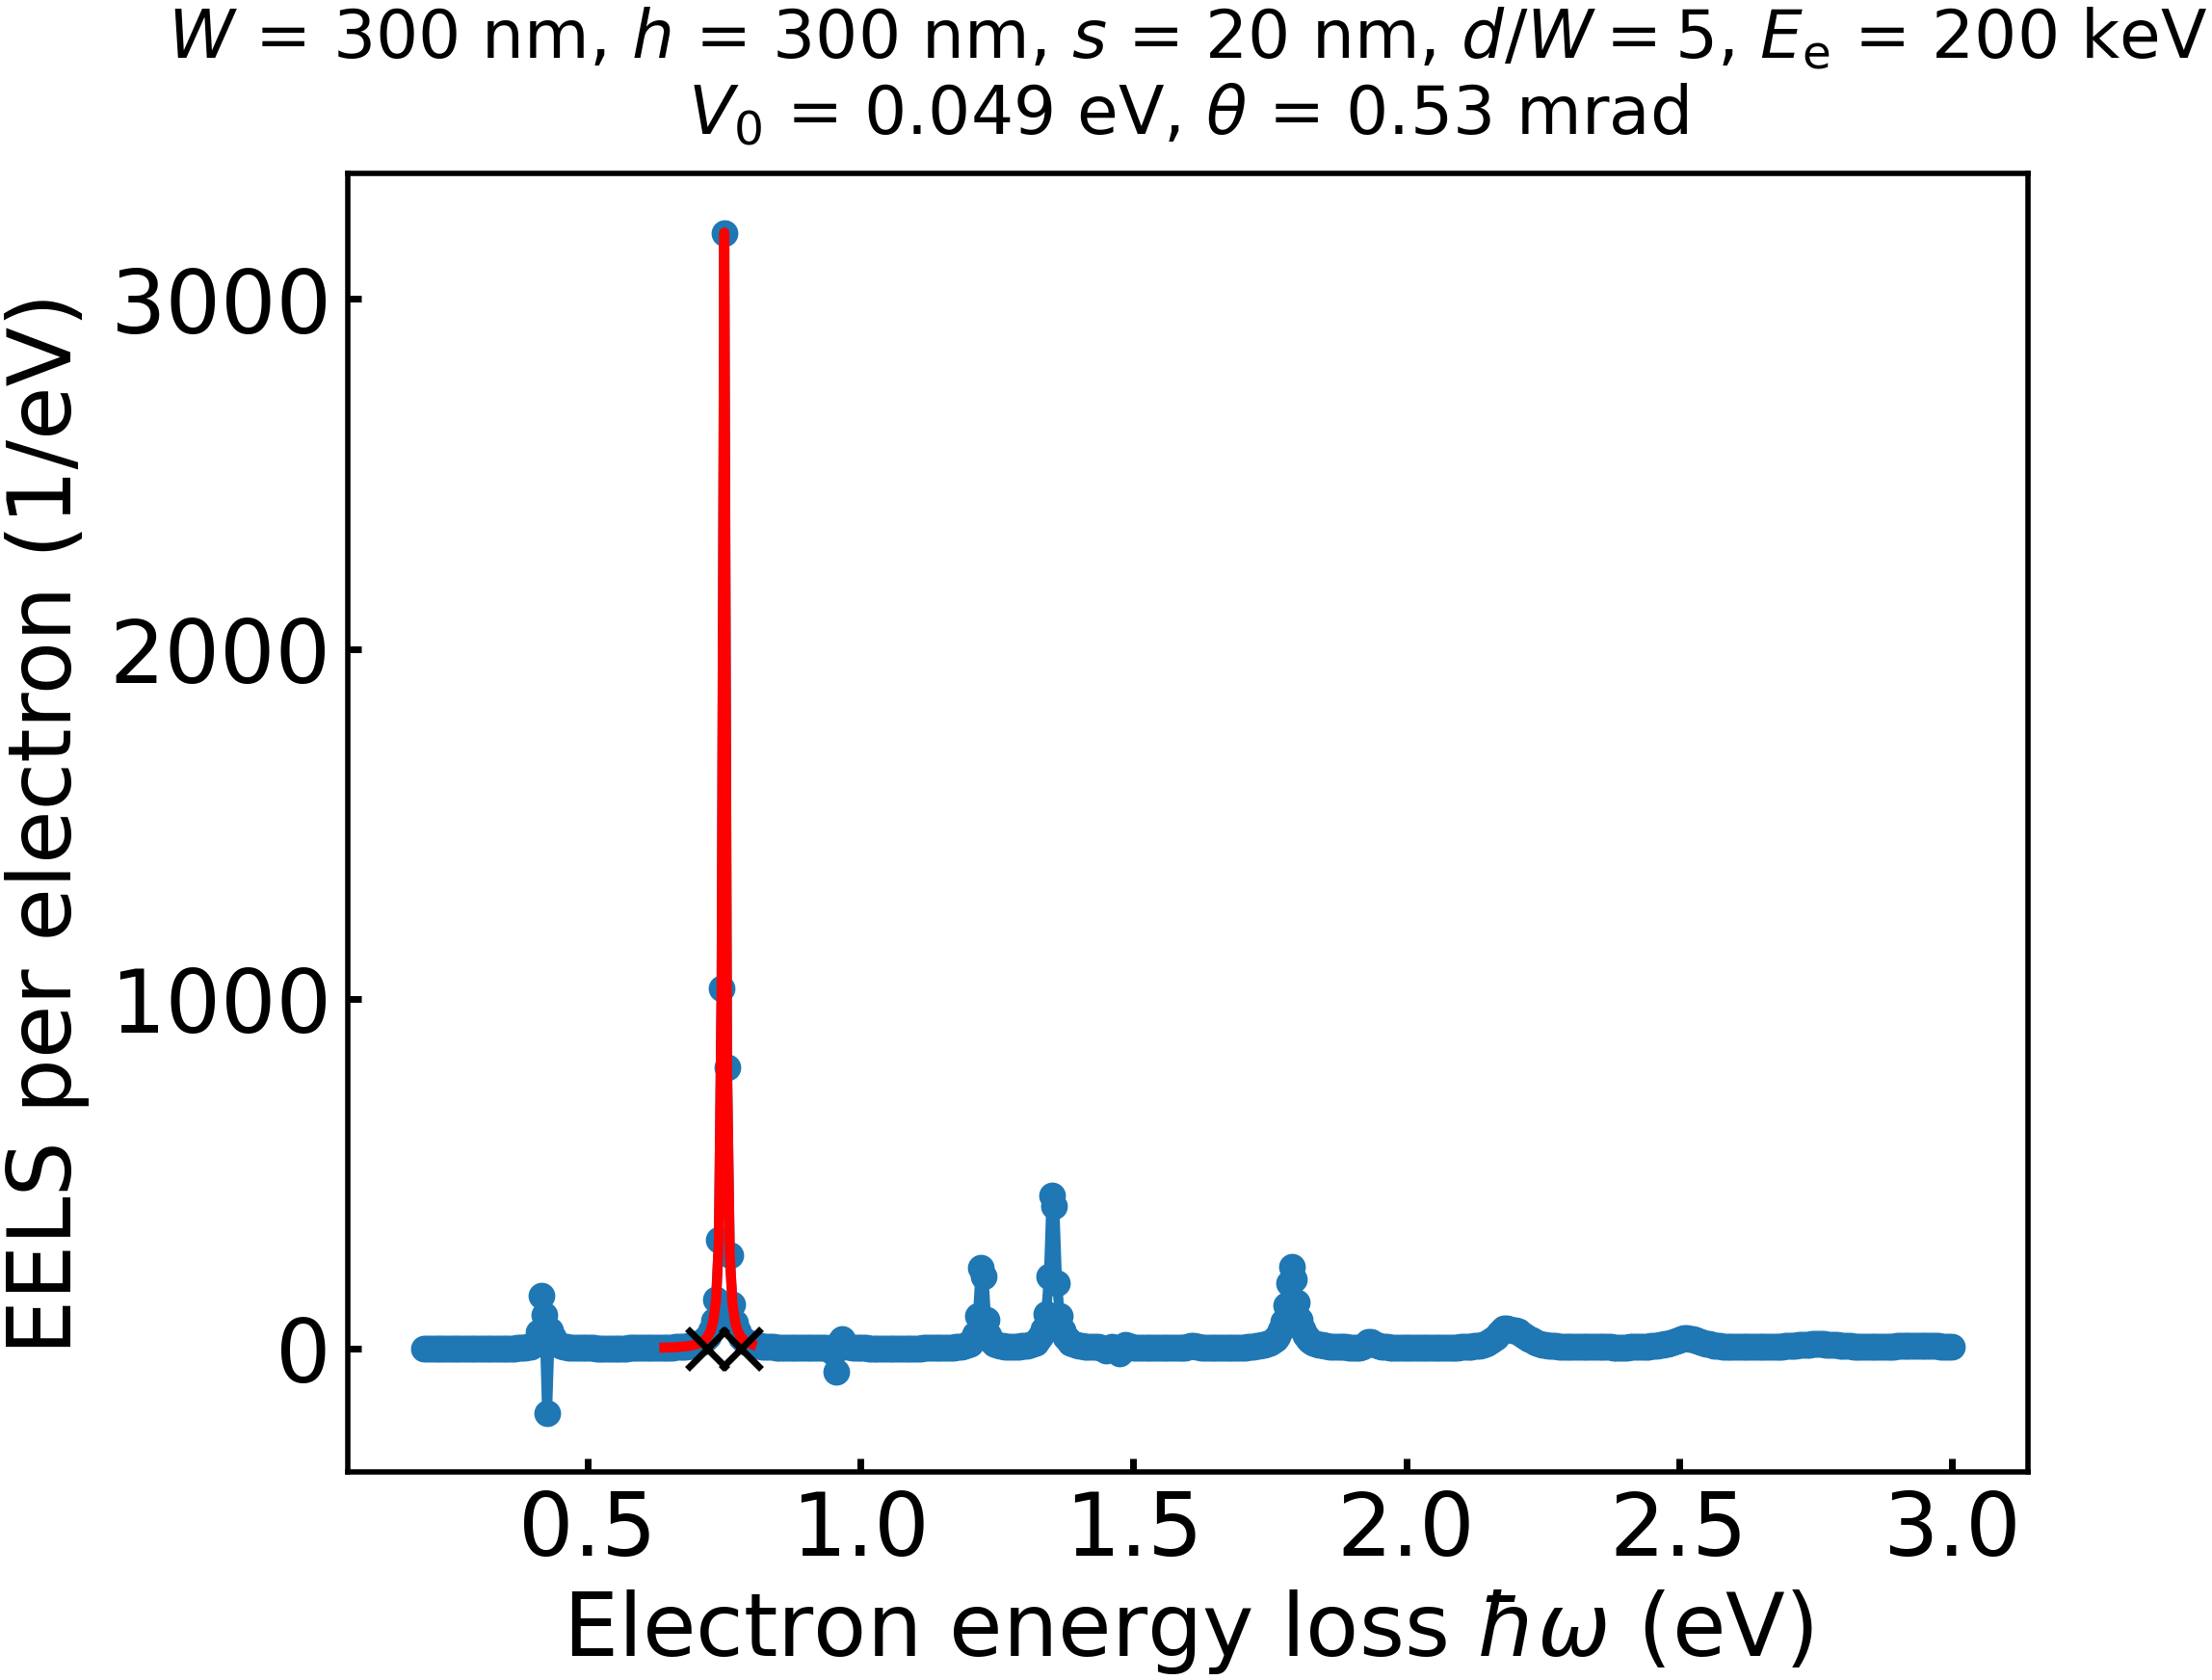 W = 300 nm, h = 300 nm, s = 20 nm, d/W = 5, Eₑ = 200 keV
V₀ = 0.049 eV, θ = 0.53 mrad
EELS per electron (1/eV)
3000
2000
1000
0
0.5 1.0 1.5 2.0 2.5 3.0
Electron energy loss ħω (eV)